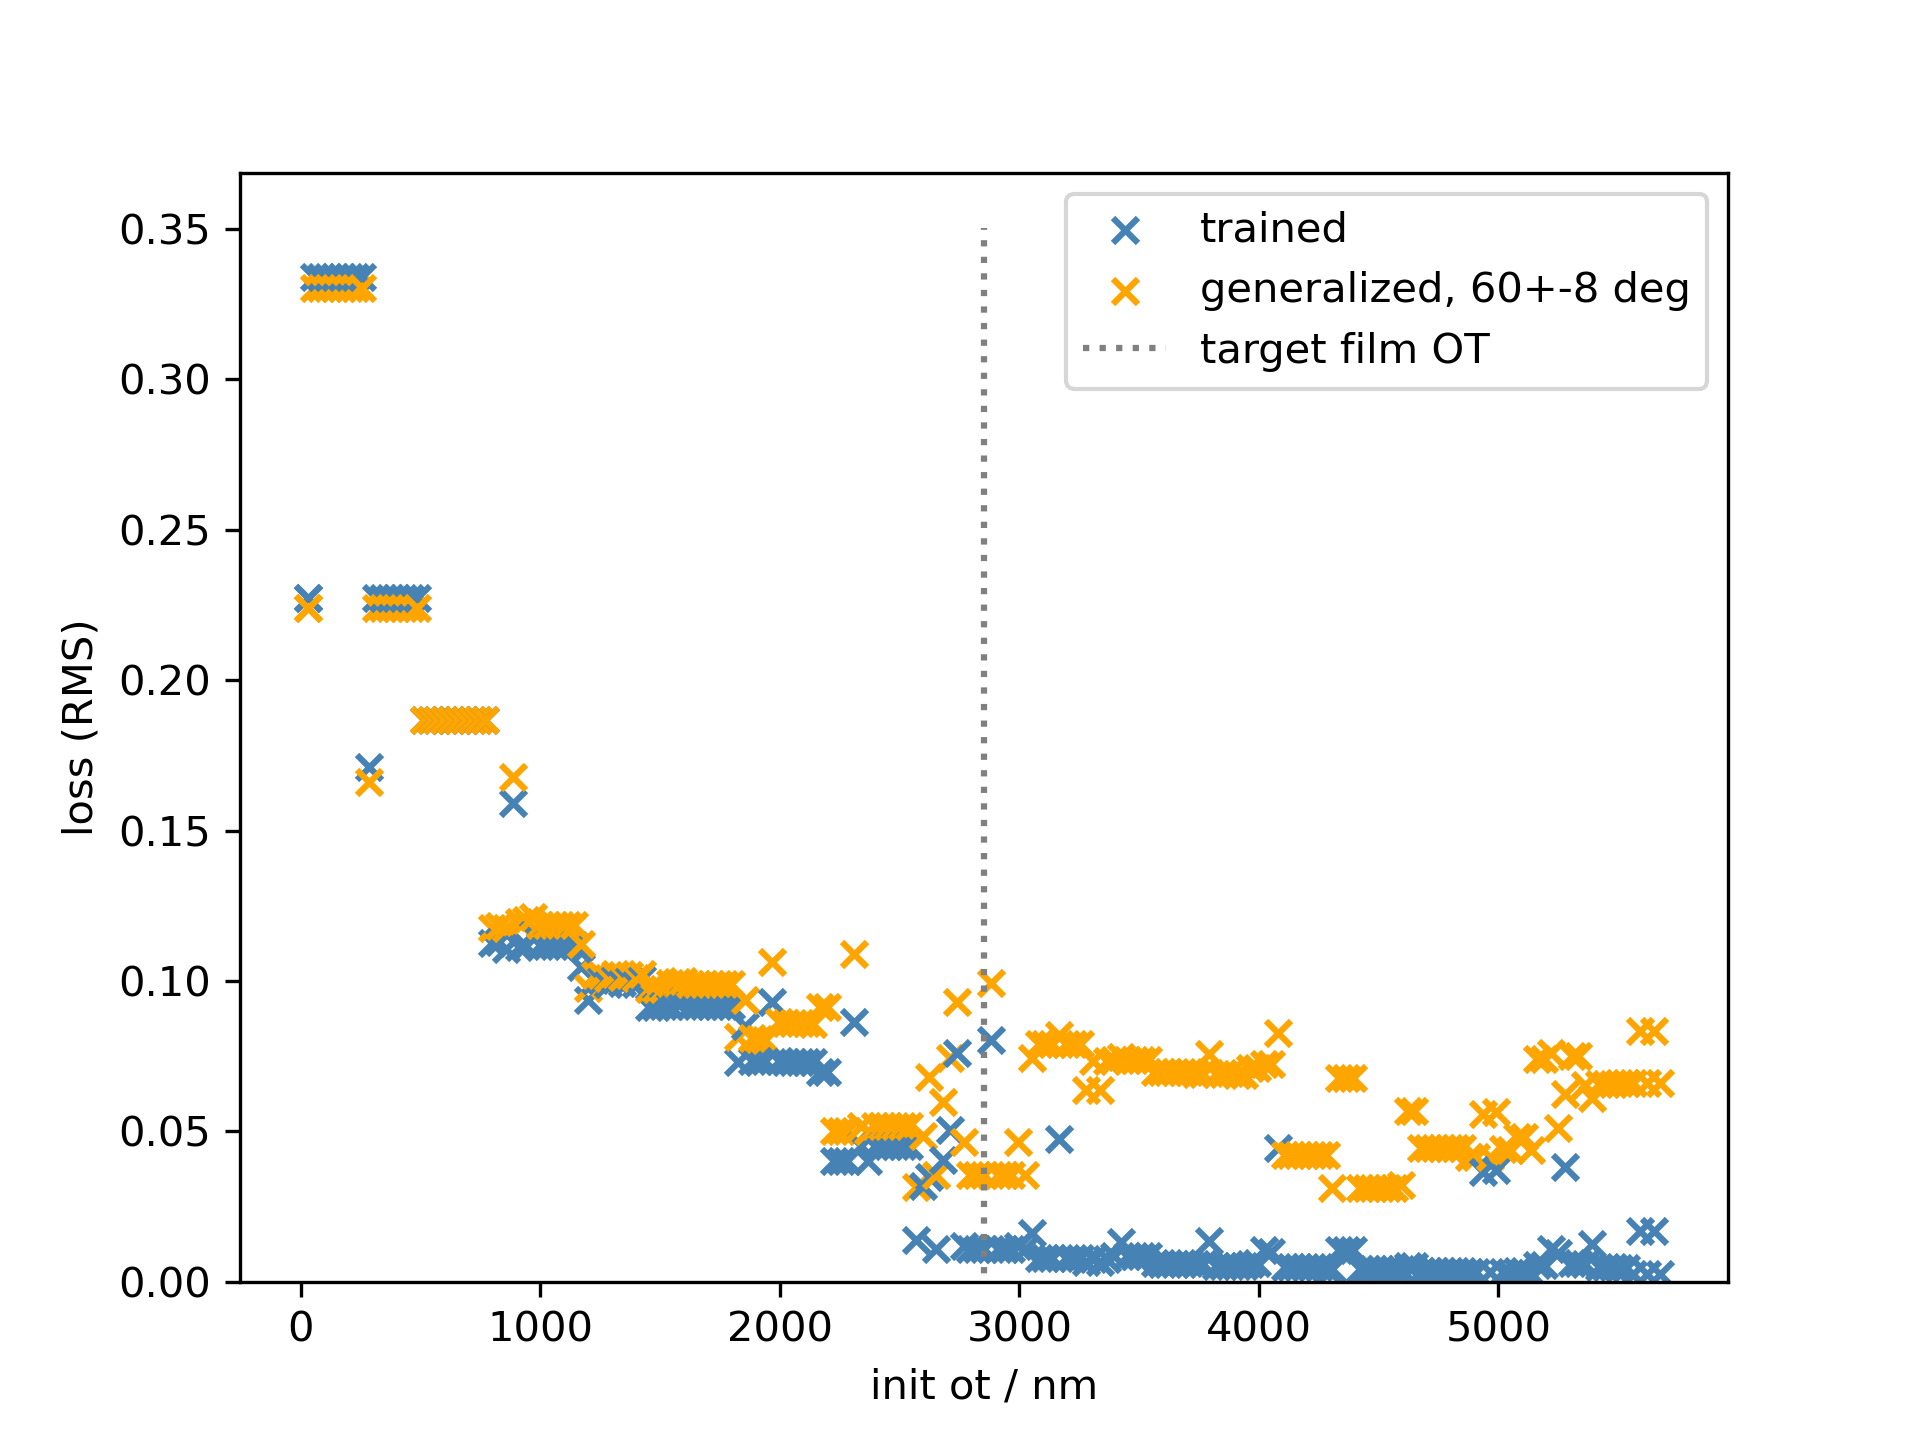 trained
generalized, 60+-8 deg
target film OT
0.35
0.30
0.25
0.20
0.15
0.10
0.05
0.00
loss (RMS)
0 1000 2000 3000 4000 5000
init ot / nm